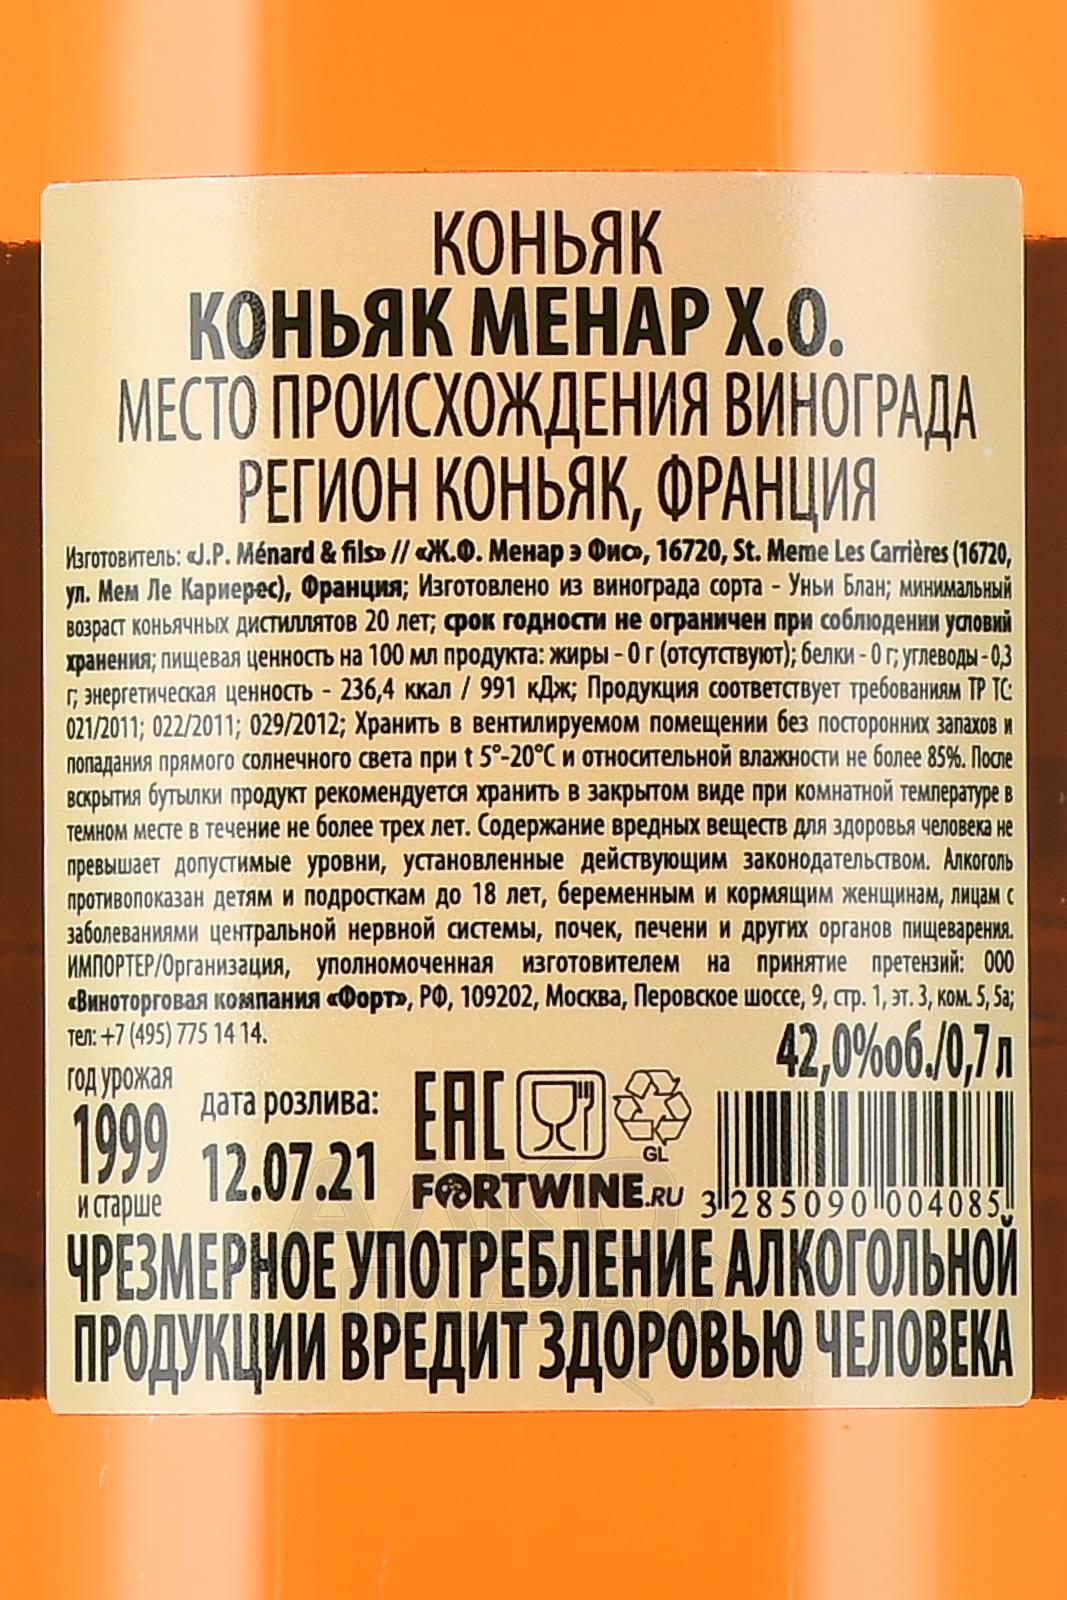 КОНЬЯК
КОНЬЯК МЕНАР Х.О.
МЕСТО ПРОИСХОЖДЕНИЯ ВИНОГРАДА
РЕГИОН КОНЬЯК, ФРАНЦИЯ
Изготовитель: «J.P. Ménard & fils» // «Ж.Ф. Менар э Фис», 16720, St. Meme Les Carrières (16720,
ул. Мем Ле Кариерес), Франция; Изготовлено из винограда сорта - Уньи Блан; минимальный
возраст коньячных дистиллятов 20 лет; срок годности не ограничен при соблюдении условий
хранения; пищевая ценность на 100 мл продукта: жиры - 0 г (отсутствуют); белки - 0 г; углеводы - 0,3
г; энергетическая ценность - 236,4 ккал / 991 кДж; Продукция соответствует требованиям ТР ТС:
021/2011; 022/2011; 029/2012; Хранить в вентилируемом помещении без посторонних запахов и
попадания прямого солнечного света при t 5°-20°C и относительной влажности не более 85%. После
вскрытия бутылки продукт рекомендуется хранить в закрытом виде при комнатной температуре в
темном месте в течение не более трех лет. Содержание вредных веществ для здоровья человека не
превышает допустимые уровни, установленные действующим законодательством. Алкоголь
противопоказан детям и подросткам до 18 лет, беременным и кормящим женщинам, лицам с
заболеваниями центральной нервной системы, почек, печени и других органов пищеварения.
ИМПОРТЕР/Организация, уполномоченная изготовителем на принятие претензий: ООО
«Виноторговая компания «Форт», РФ, 109202, Москва, Перовское шоссе, 9, стр. 1, эт. 3, ком. 5, 5а;
тел: +7 (495) 775 14 14.
42,0%об./0,7 л
год урожая
1999
и старше
дата розлива:
12.07.21
EAC
GL
FORTWINE.RU
3 285090 004085
ЧРЕЗМЕРНОЕ УПОТРЕБЛЕНИЕ АЛКОГОЛЬНОЙ
ПРОДУКЦИИ ВРЕДИТ ЗДОРОВЬЮ ЧЕЛОВЕКА